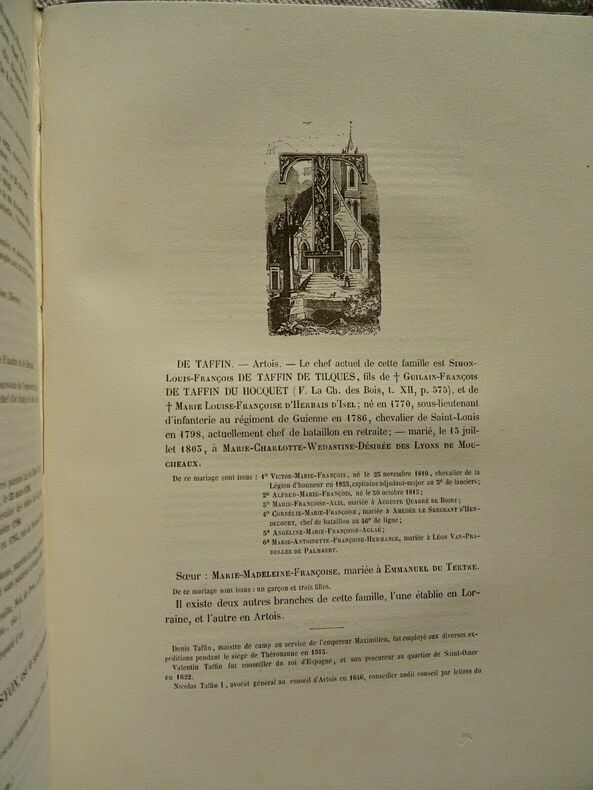 DE TAFFIN. — Artois. — Le chef actuel de cette famille est SIMON-
LOUIS-FRANÇOIS DE TAFFIN DE TILQUES, fils de † GUILAIN-FRANÇOIS
DE TAFFIN DU HOCQUET (V. La Ch. des Bois, t. XII, p. 575), et de
† MARIE LOUISE-FRANÇOISE D'HERBAIS D'ISEL; né en 1770, sous-lieutenant
d'infanterie au régiment de Guienne en 1786, chevalier de Saint-Louis
en 1798, actuellement chef de bataillon en retraite; — marié, le 15 juil-
let 1805, à MARIE-CHARLOTTE-WEDASTINE-DÉSIRÉE DES LYONS DE MOU-
CHEAUX.
De ce mariage sont issus : 1° VICTOR-MARIE-FRANÇOIS, né le 25 novembre 1810, chevalier de la
Légion d'honneur en 1835, capitaine adjudant-major au 5e de lanciers;
2° ALFRED-MARIE-FRANÇOIS, né le 30 octobre 1815;
3° MARIE-FRANÇOISE-ALIX, mariée à AUGUSTE QUARRÉ DE BOIRY;
4° CORNÉLIE-MARIE-FRANÇOISE, mariée à AMÉDÉE LE SERGEANT D'HEN-
DECOURT, chef de bataillon au 46e de ligne;
5° ANGÉLINE-MARIE-FRANÇOISE-AGLAÉ;
6° MARIE-ANTOINETTE-FRANÇOISE-HERMANCE, mariée à LÉON VAN-PRA-
DELLES DE PALMAERT.
SŒUR : MARIE-MADELEINE-FRANÇOISE, mariée à EMMANUEL DU TERTRE.
De ce mariage sont issus : un garçon et trois filles.
Il existe deux autres branches de cette famille, l'une établie en Lor-
raine, et l'autre en Artois.
Denis Taffin, maistre de camp au service de l'empereur Maximilien, fut employé aux diverses ex-
péditions pendant le siège de Thérouanne en 1515.
Valentin Taffin fut conseiller du roi d'Espagne, et son procureur au quartier de Saint-Omer
en 1622.
Nicolas Taffin I, avocat général au conseil d'Artois en 1646, conseiller audit conseil par lettres du